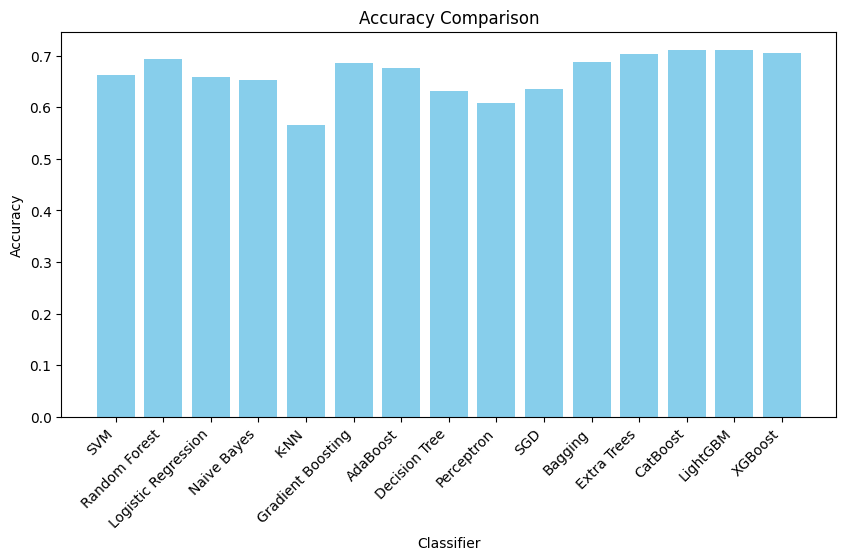 Accuracy Comparison
Accuracy
0.7
0.6
0.5
0.4
0.3
0.2
0.1
0.0
SVM
Random Forest
Logistic Regression
Naive Bayes
K-NN
Gradient Boosting
AdaBoost
Decision Tree
Perceptron
SGD
Bagging
Extra Trees
CatBoost
LightGBM
XGBoost
Classifier